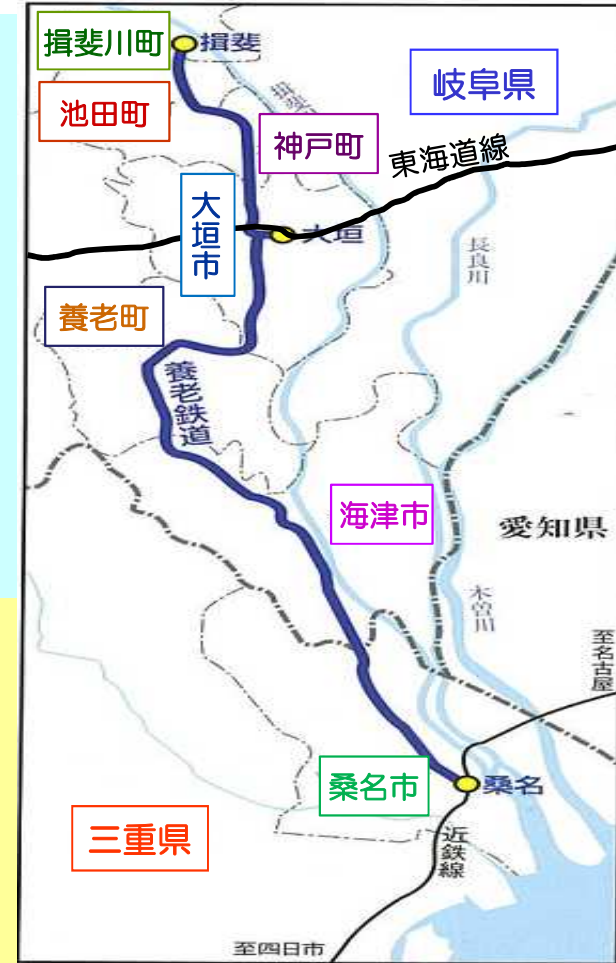 揖斐川町
揖斐
岐阜県
池田町
揖斐川
神戸町
東海道線
大垣市
大垣
長良川
養老町
養老鉄道
海津市
愛知県
木曽川
至名古屋
桑名市
桑名
三重県
近鉄線
至四日市